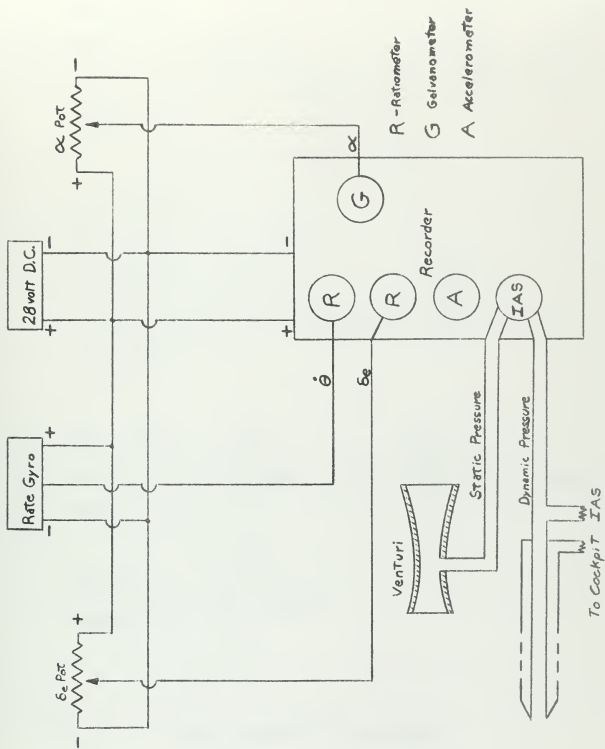 δe Pot
-
+
Rate Gyro
-
+
28 volt D.C.
+
-
α Pot
+
-
θ̇
δe
+
-
R
R
A
IAS
G
α
Recorder
R -Ratiometer
G Galvanometer
A Accelerometer
Venturi
Static Pressure
Dynamic Pressure
To Cockpit IAS